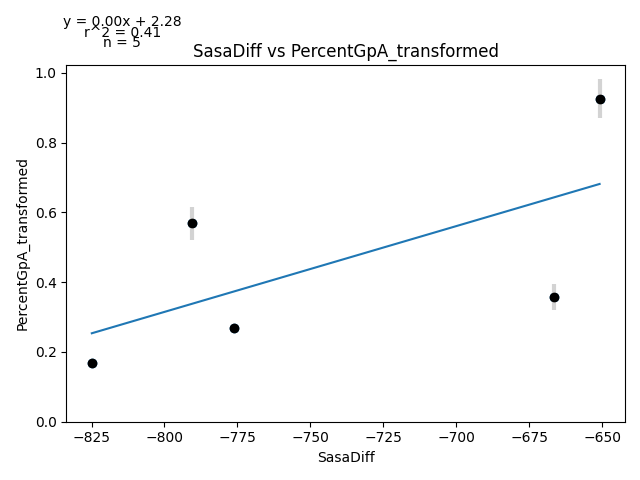 y = 0.00x + 2.28
r^2 = 0.41
n = 5
SasaDiff vs PercentGpA_transformed
1.0
0.8
0.6
0.4
0.2
0.0
PercentGpA_transformed
−825
−800
−775
−750
−725
−700
−675
−650
SasaDiff